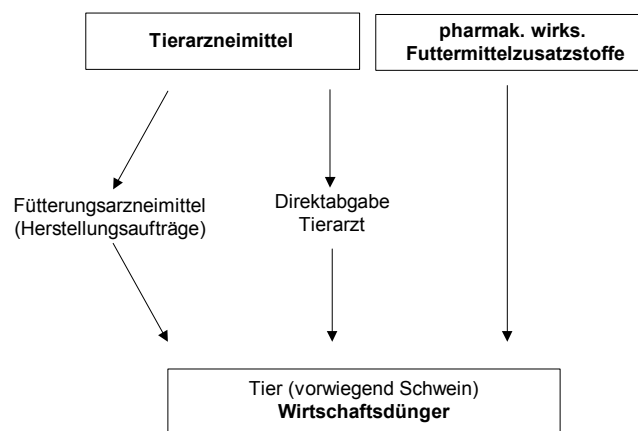 Tierarzneimittel
pharmak. wirks.
Futtermittelzusatzstoffe
Fütterungsarzneimittel
(Herstellungsaufträge)
Direktabgabe
Tierarzt
Tier (vorwiegend Schwein)
Wirtschaftsdünger